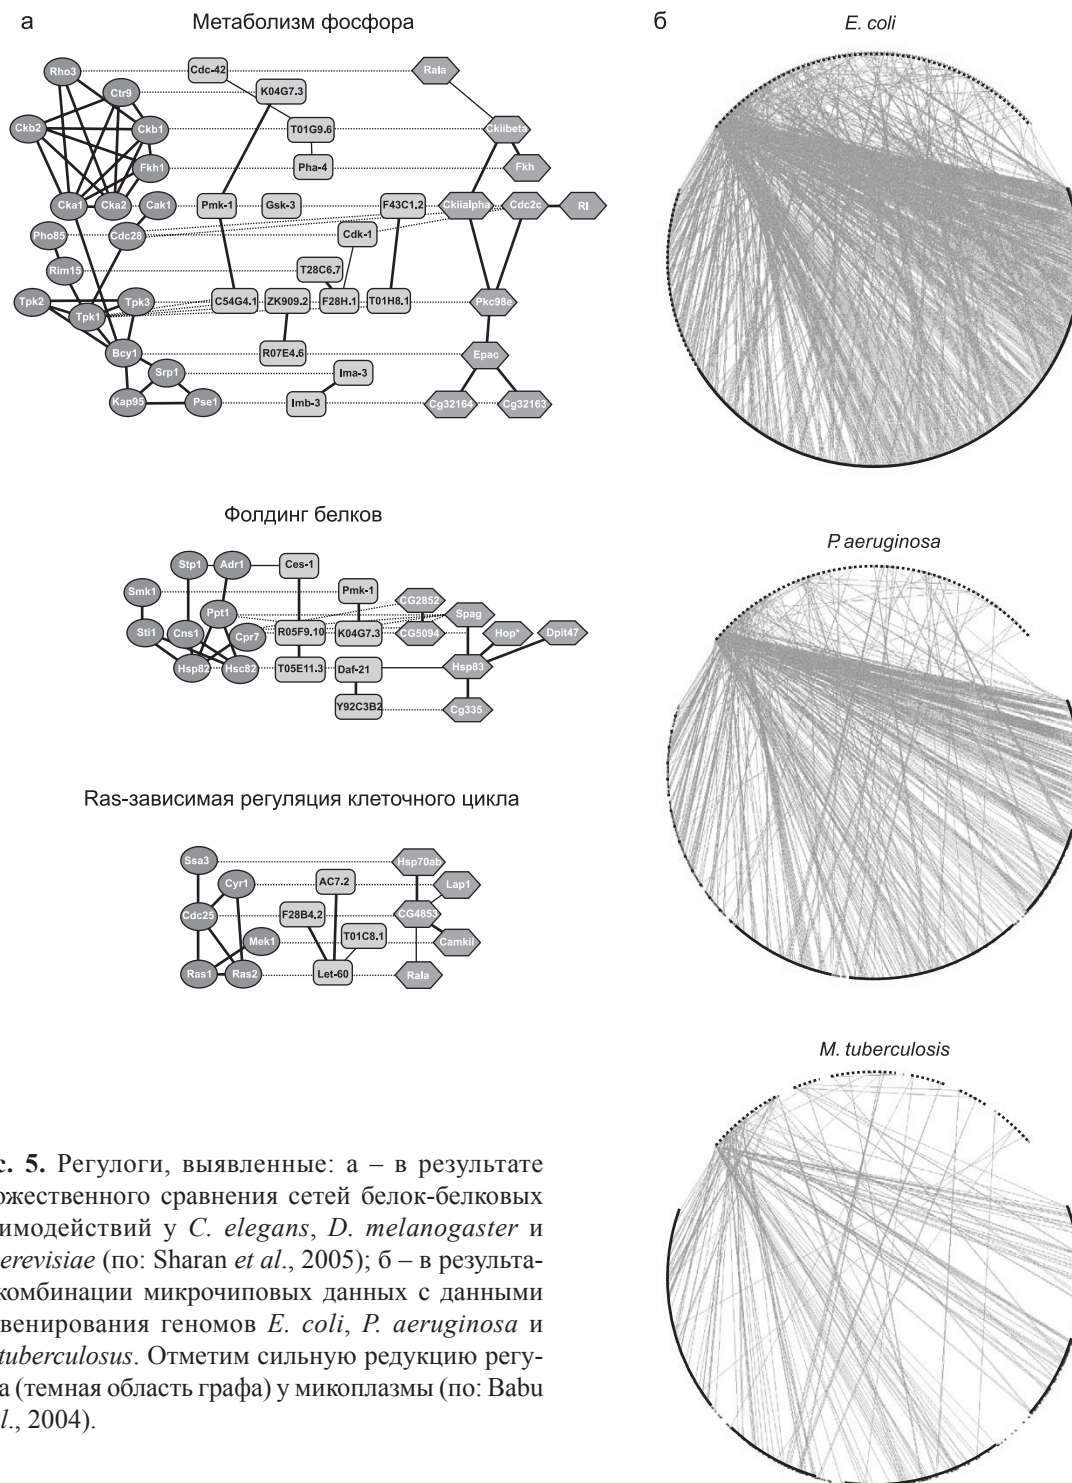 а
Метаболизм фосфора
Rho3
Cdc-42
Rala
Ctr9
K04G7.3
Ckb2
Ckb1
T01G9.6
Ckiibeta
Fkh1
Pha-4
Fkh
Cka1
Cka2
Cak1
Pmk-1
Gsk-3
F43C1.2
Ckiialpha
Cdc2c
Rl
Pho85
Cdc28
Cdk-1
Rim15
T28C6.7
Tpk2
Tpk3
Tpk1
C54G4.1
ZK909.2
F28H.1
T01H8.1
Pkc98e
Bcy1
R07E4.6
Epac
Srp1
Ima-3
Kap95
Pse1
Imb-3
Cg32164
Cg32163
Фолдинг белков
Stp1
Adr1
Ces-1
Smk1
Pmk-1
CG2852
Ppt1
Spag
Sti1
Cns1
Cpr7
R05F9.10
K04G7.3
CG5094
Hop*
Dpit47
Hsp82
Hsc82
T05E11.3
Daf-21
Hsp83
Y92C3B2
Cg335
Ras-зависимая регуляция клеточного цикла
Ssa3
Hsp70ab
Cyr1
AC7.2
Lap1
Cdc25
F28B4.2
CG4853
Mek1
T01C8.1
Camkii
Ras1
Ras2
Let-60
Rala
с. 5. Регулоги, выявленные: а – в результате
ожественного сравнения сетей белок-белковых
имодействий у C. elegans, D. melanogaster и
erevisiae (по: Sharan et al., 2005); б – в результа-
комбинации микрочиповых данных с данными
венирования геномов E. coli, P. aeruginosa и
tuberculosus. Отметим сильную редукцию регу-
а (темная область графа) у микоплазмы (по: Babu
l., 2004).
б
E. coli
P. aeruginosa
M. tuberculosis